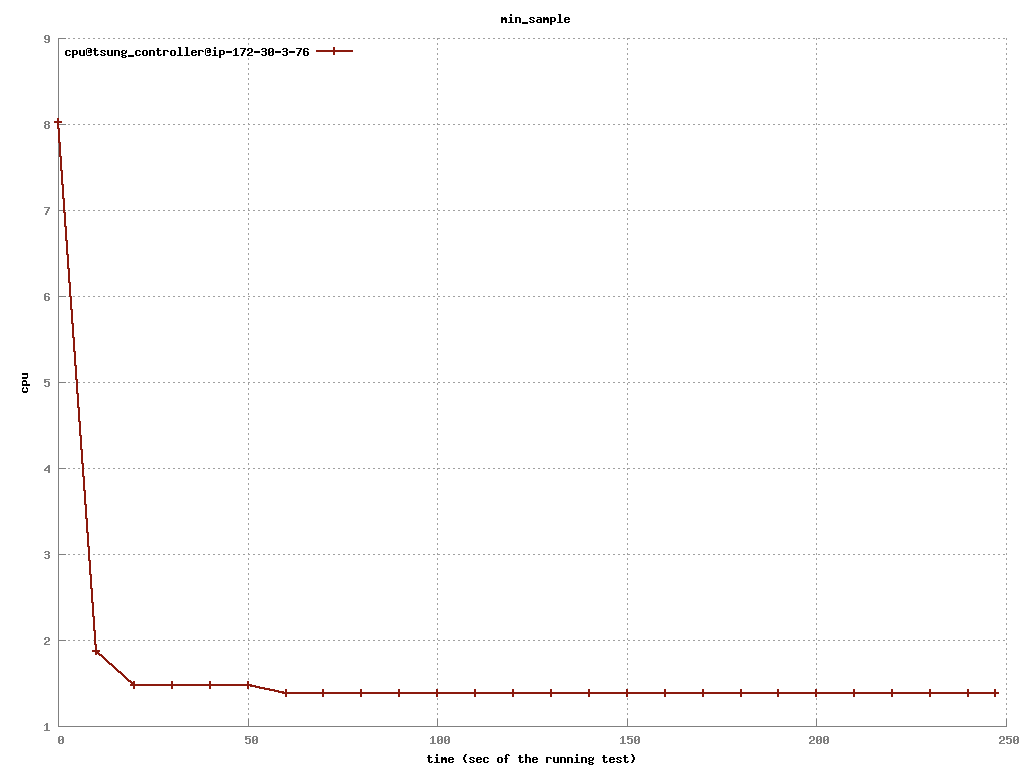 min_sample
9
cpu@tsung_controller@ip-172-30-3-76
8
7
6
5
cpu
4
3
2
1
0 50 100 150 200 250
time (sec of the running test)